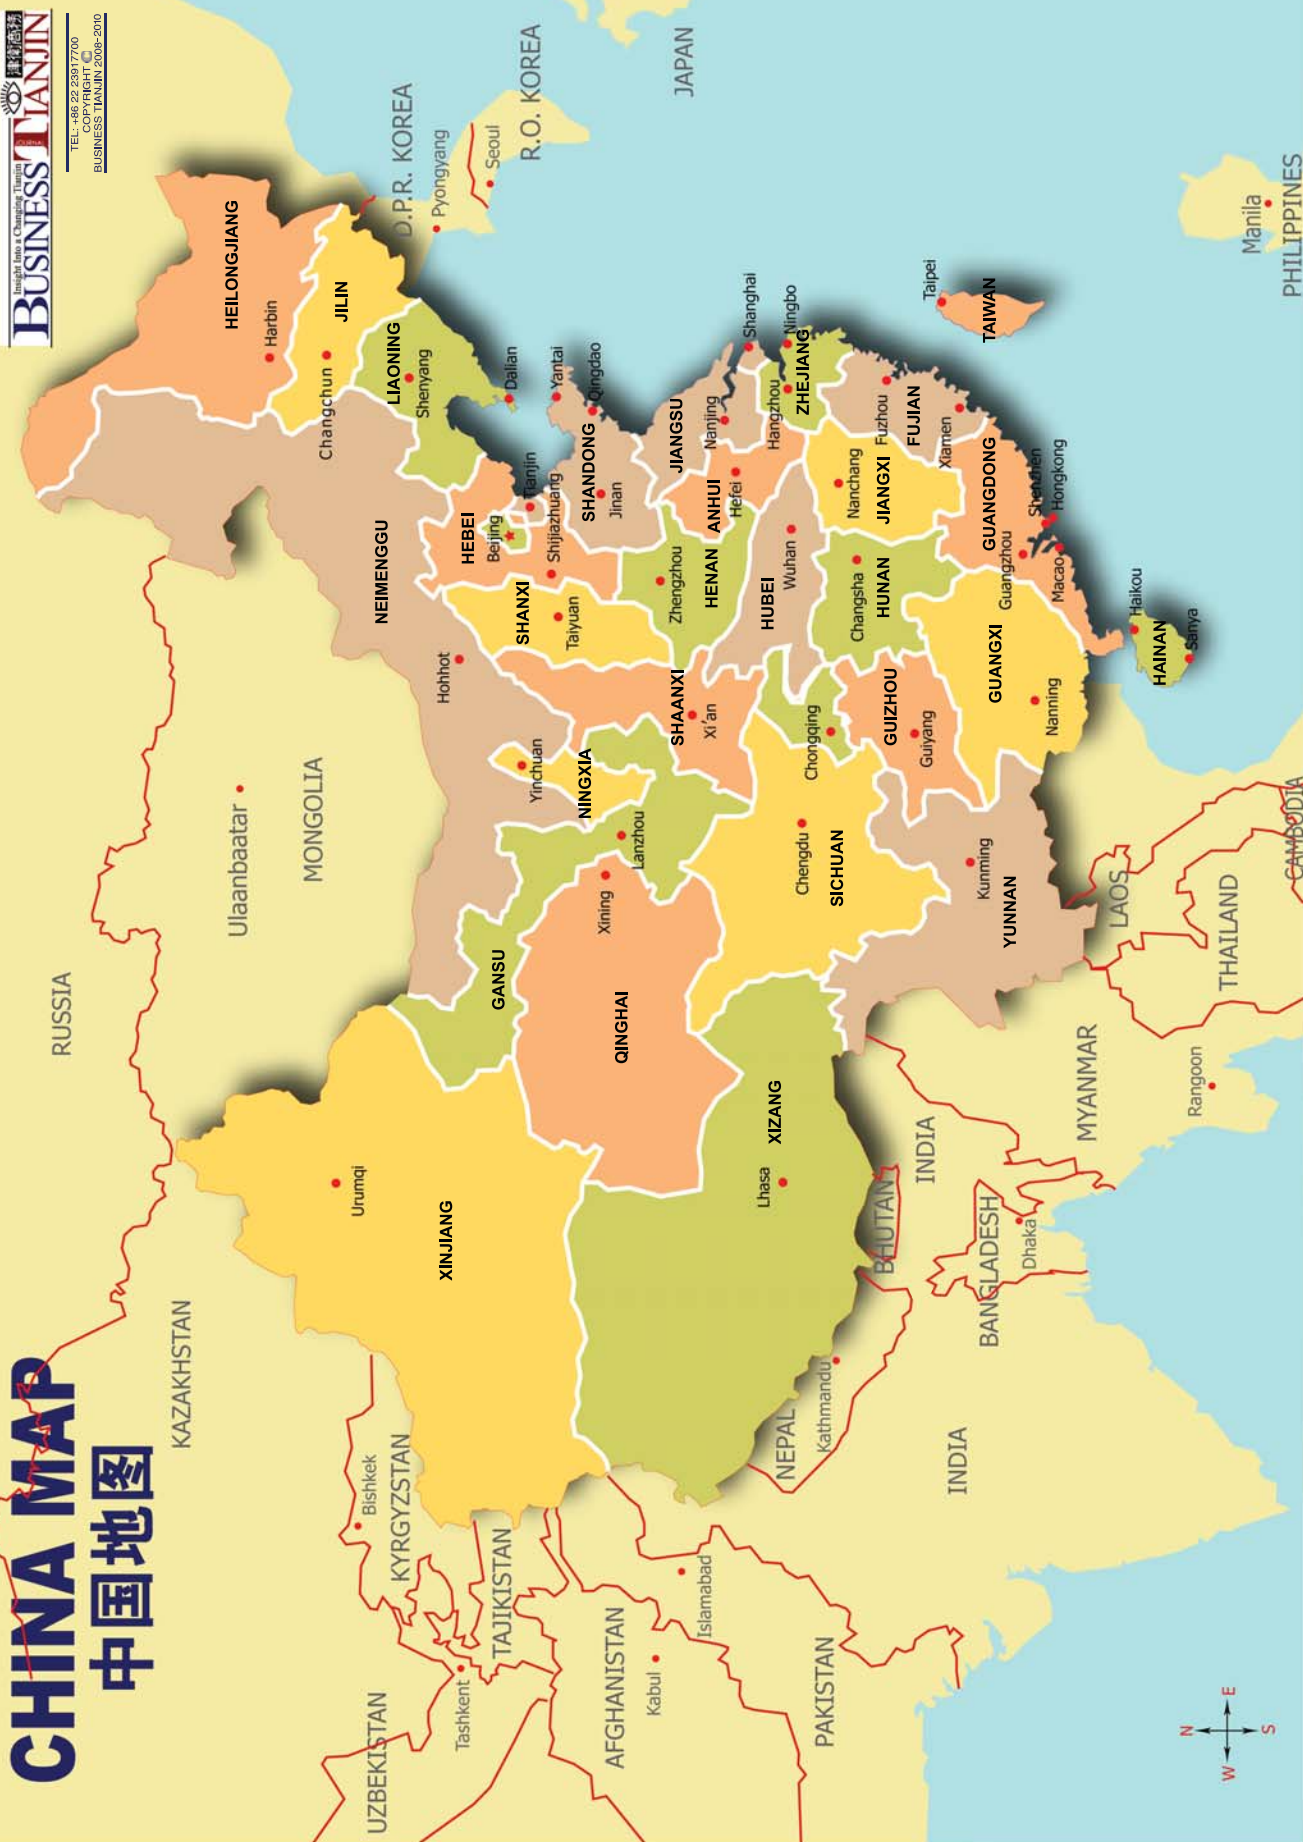 CHINA MAP
中国地图
Insight Into a Changing Tianjin
BUSINESS TIANJIN
JOURNAL
津卫商务
TEL: +86 22 23917700
COPYRIGHT ©
BUSINESS TIANJIN 2008-2010
RUSSIA
KAZAKHSTAN
Ulaanbaatar
MONGOLIA
HEILONGJIANG
Harbin
JILIN
Changchun
LIAONING
Shenyang
Dalian
D.P.R. KOREA
Pyongyang
Seoul
R.O. KOREA
JAPAN
UZBEKISTAN
Tashkent
Bishkek
KYRGYZSTAN
TAJIKISTAN
AFGHANISTAN
Kabul
Islamabad
PAKISTAN
Urumqi
XINJIANG
GANSU
NEIMENGGU
Hohhot
HEBEI
Beijing
Tianjin
Shijiazhuang
SHANXI
Taiyuan
Yinchuan
NINGXIA
Lanzhou
Xining
QINGHAI
SHANDONG
Jinan
Yantai
Qingdao
SHAANXI
Xi'an
Zhengzhou
HENAN
JIANGSU
Nanjing
ANHUI
Hefei
Shanghai
Hangzhou
Ningbo
ZHEJIANG
HUBEI
Wuhan
XIZANG
Lhasa
Chengdu
SICHUAN
Chongqing
Changsha
HUNAN
Nanchang
JIANGXI
Fuzhou
FUJIAN
Xiamen
Taipei
TAIWAN
GUIZHOU
Guiyang
Kunming
YUNNAN
GUANGXI
Nanning
GUANGDONG
Guangzhou
Shenzhen
Hongkong
Macao
Haikou
HAINAN
Sanya
NEPAL
Kathmandu
BHUTAN
INDIA
INDIA
BANGLADESH
Dhaka
MYANMAR
Rangoon
LAOS
THAILAND
CAMBODIA
Manila
PHILIPPINES
N
W
E
S